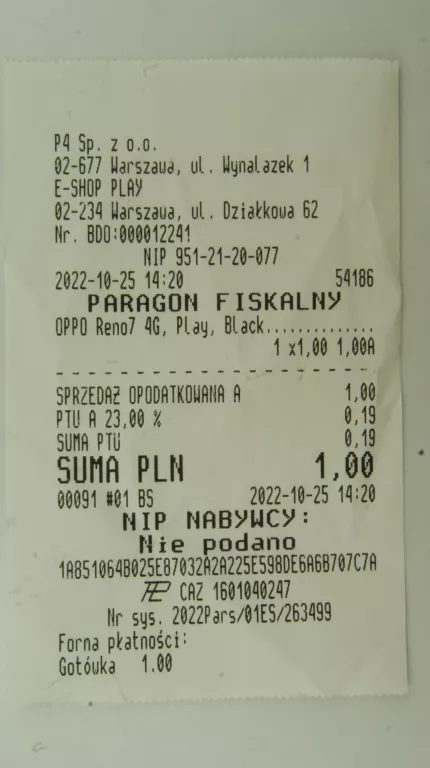 P4 Sp. z o.o.
02-677 Warszawa, ul. Wynalazek 1
E-SHOP PLAY
02-234 Warszawa, ul. Działkowa 62
Nr. BDO:000012241
NIP 951-21-20-077
2022-10-25 14:20 54186
PARAGON FISKALNY
OPPO Reno7 4G, Play, Black..............
1 x1,00 1,00A
SPRZEDAŻ OPODATKOWANA A 1,00
PTU A 23,00 % 0,19
SUMA PTU 0,19
SUMA PLN 1,00
00091 #01 BS 2022-10-25 14:20
NIP NABYWCY:
Nie podano
1A851064B025E87032A2A225E598DE6A6B707C7A
CAZ 1601040247
Nr sys. 2022Pars/01ES/263499
Forma płatności:
Gotówka 1.00